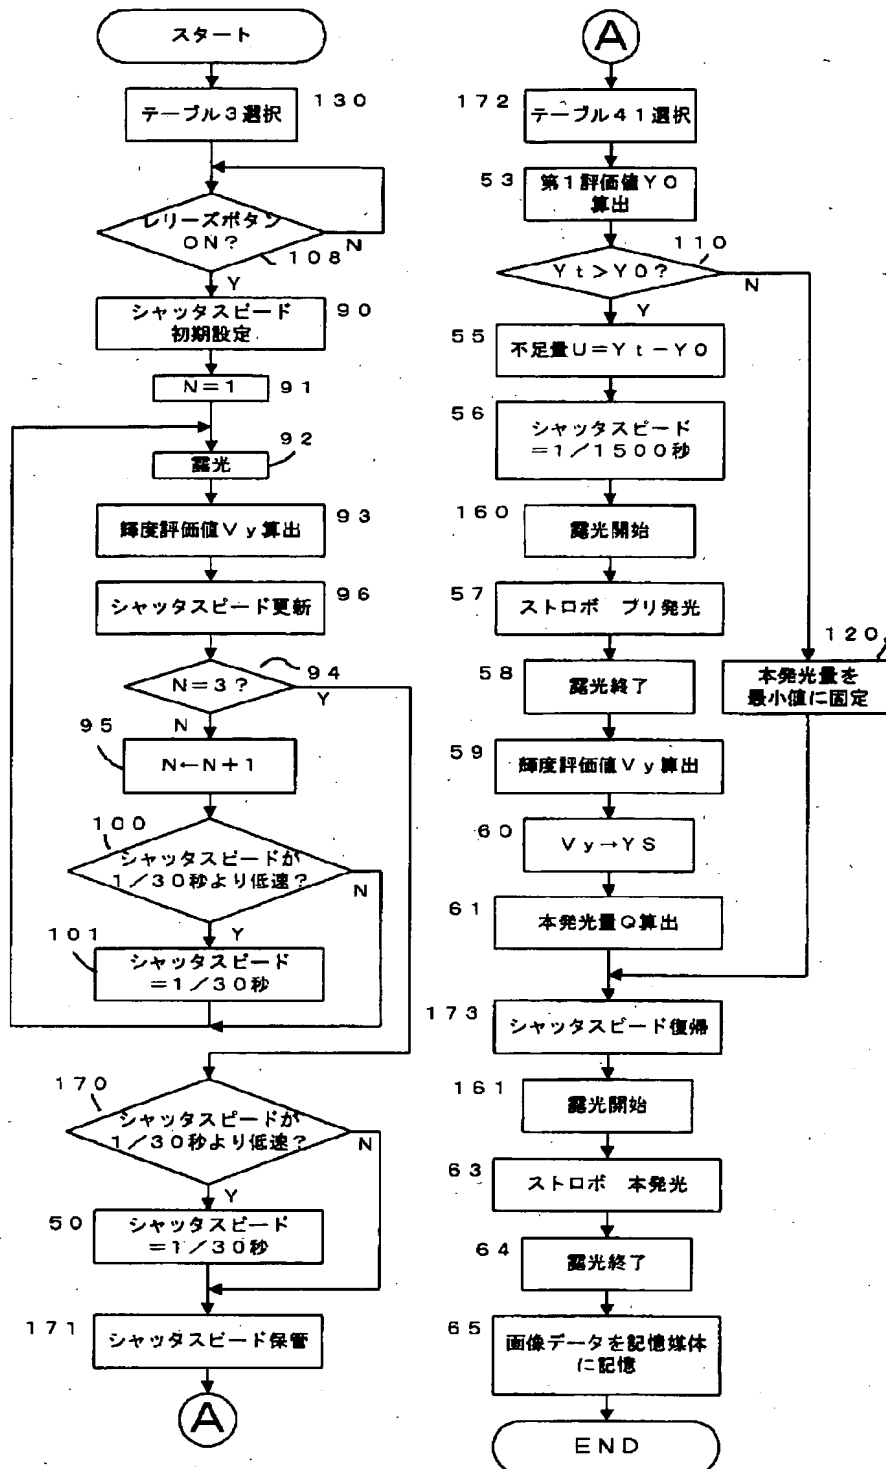 スタート
テーブル3選択
130
レリーズボタン
ON?
108
N
Y
シャッタスピード
初期設定
90
N=1
91
露光
92
輝度評価値Vy算出
93
シャッタスピード更新
96
N=3?
94
Y
N
N←N+1
95
シャッタスピードが
1/30秒より低速?
100
N
Y
シャッタスピード
=1/30秒
101
シャッタスピードが
1/30秒より低速?
170
N
Y
シャッタスピード
=1/30秒
50
シャッタスピード保管
171
A
A
172
テーブル41選択
53
第1評価値Y0
算出
Yt>Y0?
110
N
Y
55
不足量U=Yt-Y0
56
シャッタスピード
=1/1500秒
160
露光開始
57
ストロボ プリ発光
120
本発光量を
最小値に固定
58
露光終了
59
輝度評価値Vy算出
60
Vy→YS
61
本発光量Q算出
173
シャッタスピード復帰
161
露光開始
63
ストロボ 本発光
64
露光終了
65
画像データを記憶媒体
に記憶
END